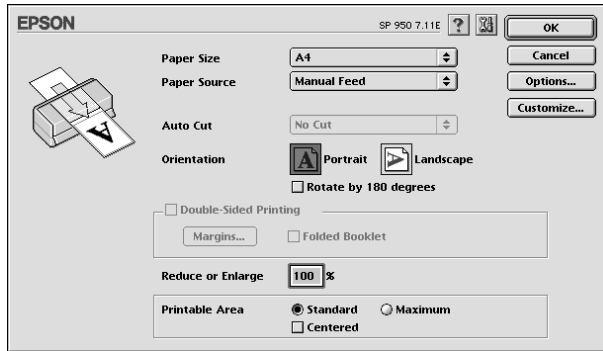 EPSON
SP 950 7.11E
OK
Paper Size
A4
Cancel
Paper Source
Manual Feed
Options...
Customize...
Auto Cut
No Cut
Orientation
Portrait
Landscape
Rotate by 180 degrees
Double-Sided Printing
Margins...
Folded Booklet
Reduce or Enlarge
100 %
Printable Area
Standard
Maximum
Centered